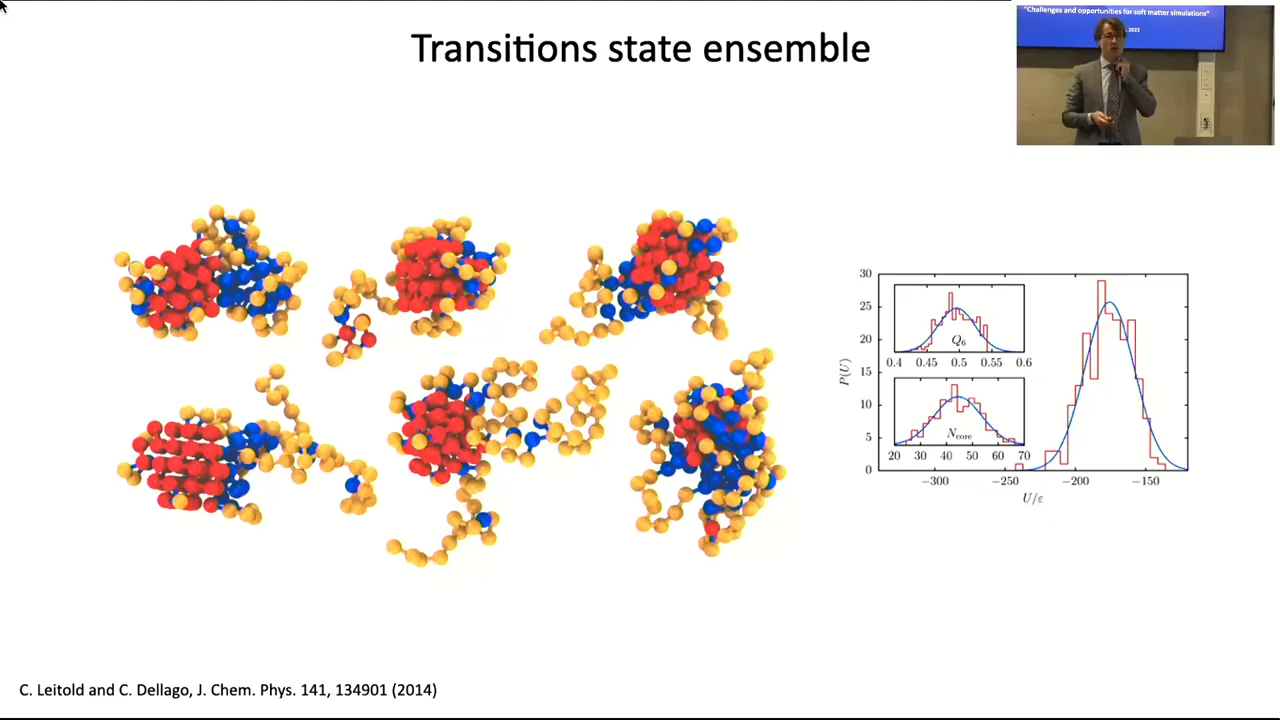 Transitions state ensemble
"Challenges and opportunities for soft matter simulations"
2022
30
25
20
15
10
5
0
P(U)
Q₆
0.4 0.45 0.5 0.55 0.6
N_core
20 30 40 50 60 70
−300 −250 −200 −150
U/ε
C. Leitold and C. Dellago, J. Chem. Phys. 141, 134901 (2014)